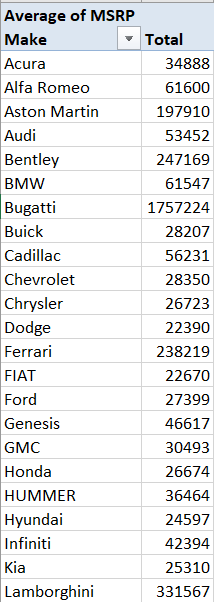 Average of MSRP
Make Total
Acura 34888
Alfa Romeo 61600
Aston Martin 197910
Audi 53452
Bentley 247169
BMW 61547
Bugatti 1757224
Buick 28207
Cadillac 56231
Chevrolet 28350
Chrysler 26723
Dodge 22390
Ferrari 238219
FIAT 22670
Ford 27399
Genesis 46617
GMC 30493
Honda 26674
HUMMER 36464
Hyundai 24597
Infiniti 42394
Kia 25310
Lamborghini 331567